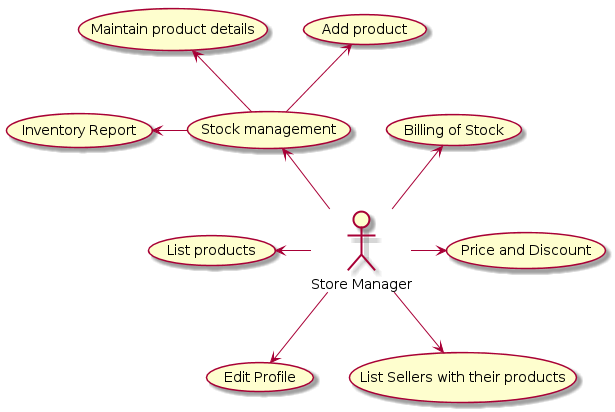 Maintain product details
Add product
Inventory Report
Stock management
Billing of Stock
List products
Price and Discount
Store Manager
Edit Profile
List Sellers with their products